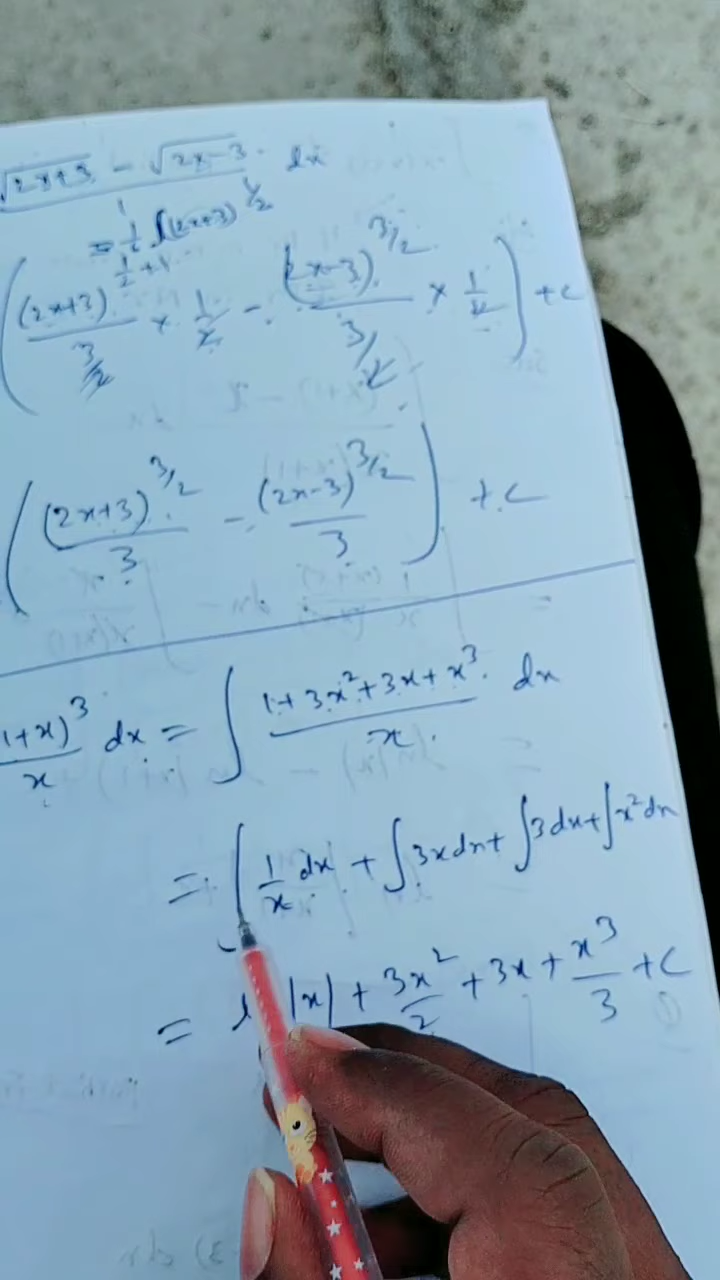 √2x+3 - √2x-3 dx
= 1/6 ∫(2x+3)^1/2
((2x+3)^1/2+1 / 3/2 × 1/2 - (2x-3)^3/2 / 3/2 × 1/2) + c
((2x+3)^3/2 / 3 - (2x-3)^3/2 / 3) + c
1+x)^3 / x dx = ∫ 1+3x²+3x+x³ / x dx
= ∫ 1/x dx + ∫3x dx + ∫3 dx + ∫x² dx
= |x| + 3x²/2 + 3x + x³/3 + c